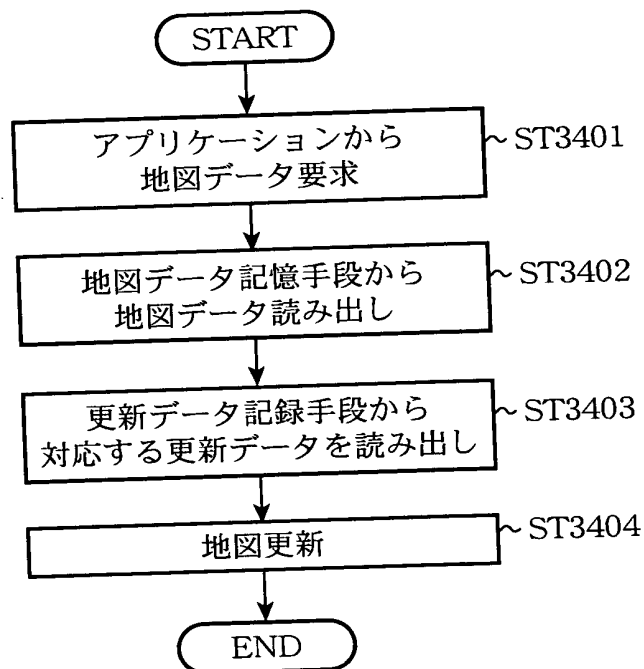 START
アプリケーションから
地図データ要求
ST3401
地図データ記憶手段から
地図データ読み出し
ST3402
更新データ記録手段から
対応する更新データを読み出し
ST3403
地図更新
ST3404
END